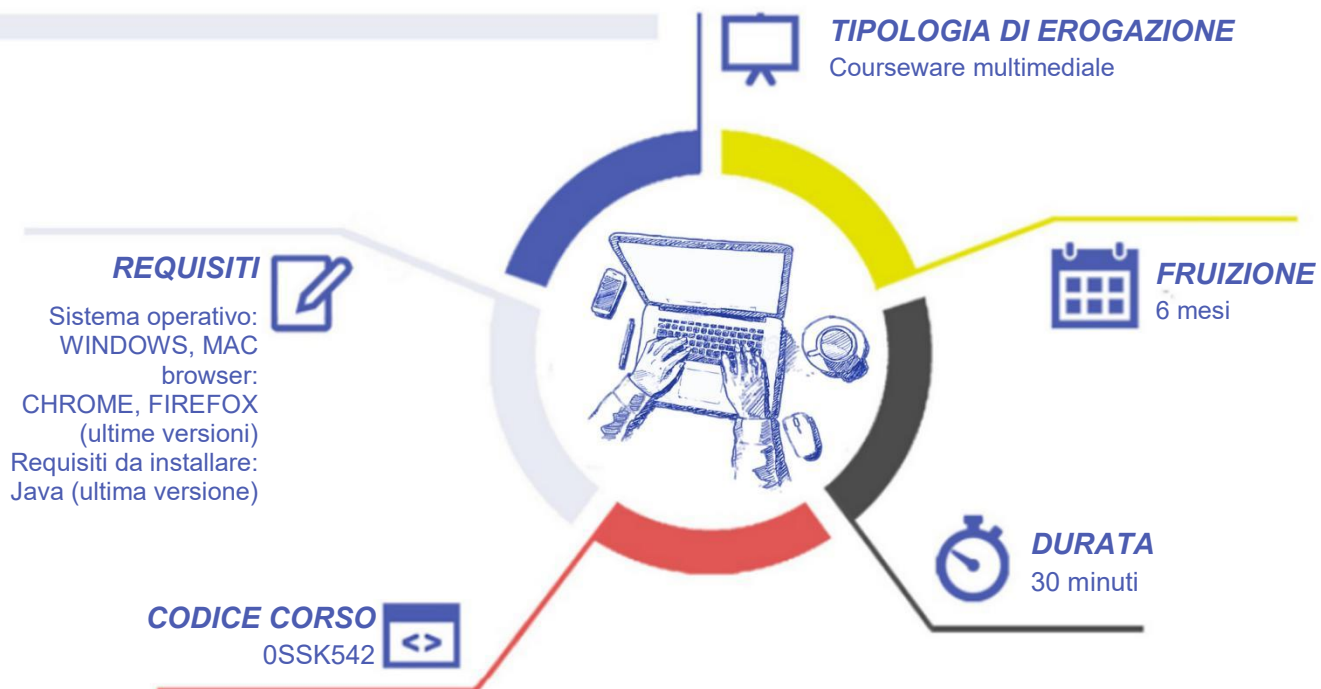 TIPOLOGIA DI EROGAZIONE
Courseware multimediale
REQUISITI
Sistema operativo:
WINDOWS, MAC
browser:
CHROME, FIREFOX
(ultime versioni)
Requisiti da installare:
Java (ultima versione)
FRUIZIONE
6 mesi
DURATA
30 minuti
CODICE CORSO
0SSK542